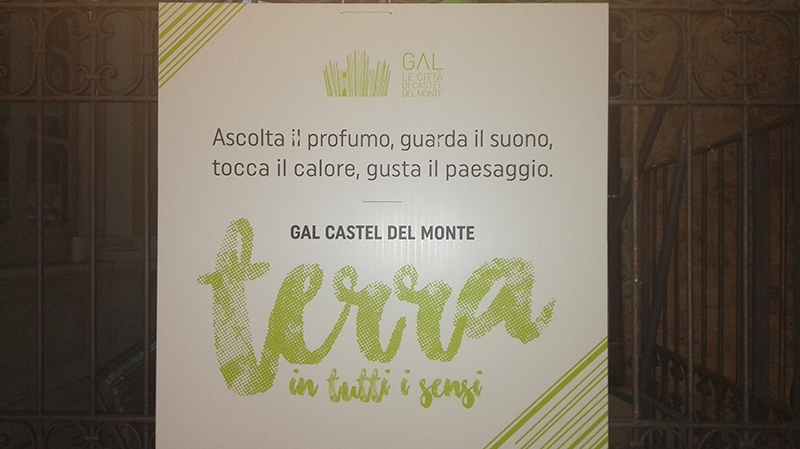 GAL
LE CITTÀ
DI CASTEL
DEL MONTE
Ascolta il profumo, guarda il suono,
tocca il calore, gusta il paesaggio.
GAL CASTEL DEL MONTE
terra
in tutti i sensi